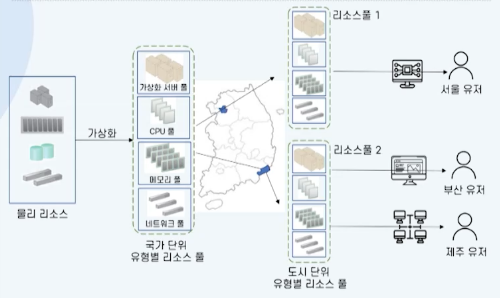 물리 리소스
가상화
가상화 서버 풀
CPU 풀
메모리 풀
네트워크 풀
국가 단위
유형별 리소스 풀
리소스풀 1
리소스풀 2
도시 단위
유형별 리소스 풀
서울 유저
부산 유저
제주 유저